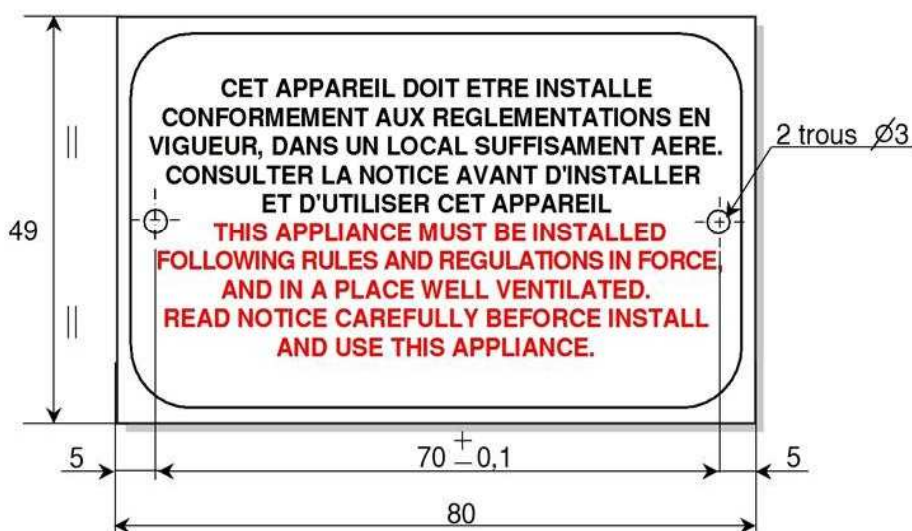 CET APPAREIL DOIT ETRE INSTALLE
CONFORMEMENT AUX REGLEMENTATIONS EN
VIGUEUR, DANS UN LOCAL SUFFISAMENT AERE.
CONSULTER LA NOTICE AVANT D'INSTALLER
ET D'UTILISER CET APPAREIL
THIS APPLIANCE MUST BE INSTALLED
FOLLOWING RULES AND REGULATIONS IN FORCE,
AND IN A PLACE WELL VENTILATED.
READ NOTICE CAREFULLY BEFORCE INSTALL
AND USE THIS APPLIANCE.
2 trous Ø3
49
5
70 ±0,1
5
80